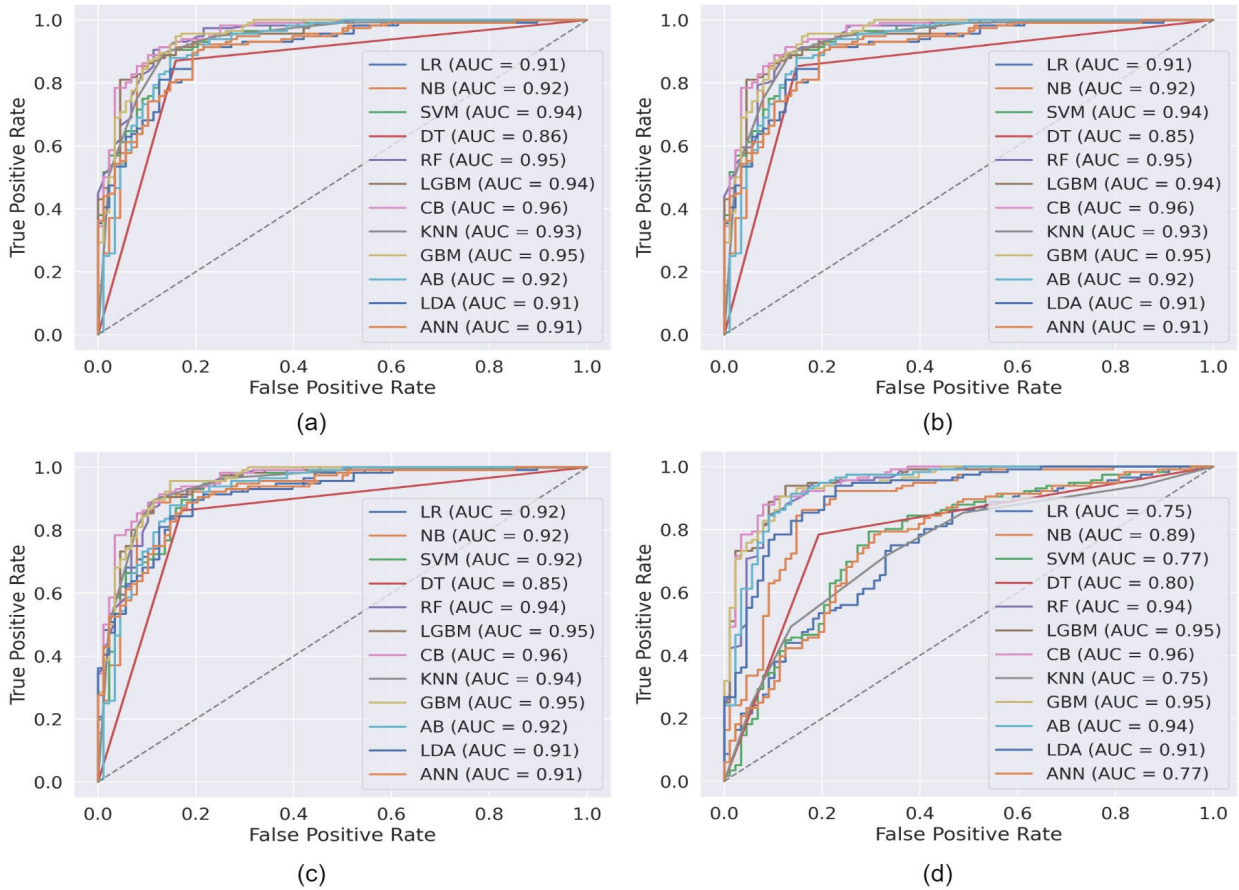 True Positive Rate
1.0
0.8
0.6
0.4
0.2
0.0
LR (AUC = 0.91)
NB (AUC = 0.92)
SVM (AUC = 0.94)
DT (AUC = 0.86)
RF (AUC = 0.95)
LGBM (AUC = 0.94)
CB (AUC = 0.96)
KNN (AUC = 0.93)
GBM (AUC = 0.95)
AB (AUC = 0.92)
LDA (AUC = 0.91)
ANN (AUC = 0.91)
0.0 0.2 0.4 0.6 0.8 1.0
False Positive Rate
(a)
True Positive Rate
1.0
0.8
0.6
0.4
0.2
0.0
LR (AUC = 0.91)
NB (AUC = 0.92)
SVM (AUC = 0.94)
DT (AUC = 0.85)
RF (AUC = 0.95)
LGBM (AUC = 0.94)
CB (AUC = 0.96)
KNN (AUC = 0.93)
GBM (AUC = 0.95)
AB (AUC = 0.92)
LDA (AUC = 0.91)
ANN (AUC = 0.91)
0.0 0.2 0.4 0.6 0.8 1.0
False Positive Rate
(b)
True Positive Rate
1.0
0.8
0.6
0.4
0.2
0.0
LR (AUC = 0.92)
NB (AUC = 0.92)
SVM (AUC = 0.92)
DT (AUC = 0.85)
RF (AUC = 0.94)
LGBM (AUC = 0.95)
CB (AUC = 0.96)
KNN (AUC = 0.94)
GBM (AUC = 0.95)
AB (AUC = 0.92)
LDA (AUC = 0.91)
ANN (AUC = 0.91)
0.0 0.2 0.4 0.6 0.8 1.0
False Positive Rate
(c)
True Positive Rate
1.0
0.8
0.6
0.4
0.2
0.0
LR (AUC = 0.75)
NB (AUC = 0.89)
SVM (AUC = 0.77)
DT (AUC = 0.80)
RF (AUC = 0.94)
LGBM (AUC = 0.95)
CB (AUC = 0.96)
KNN (AUC = 0.75)
GBM (AUC = 0.95)
AB (AUC = 0.94)
LDA (AUC = 0.91)
ANN (AUC = 0.77)
0.0 0.2 0.4 0.6 0.8 1.0
False Positive Rate
(d)